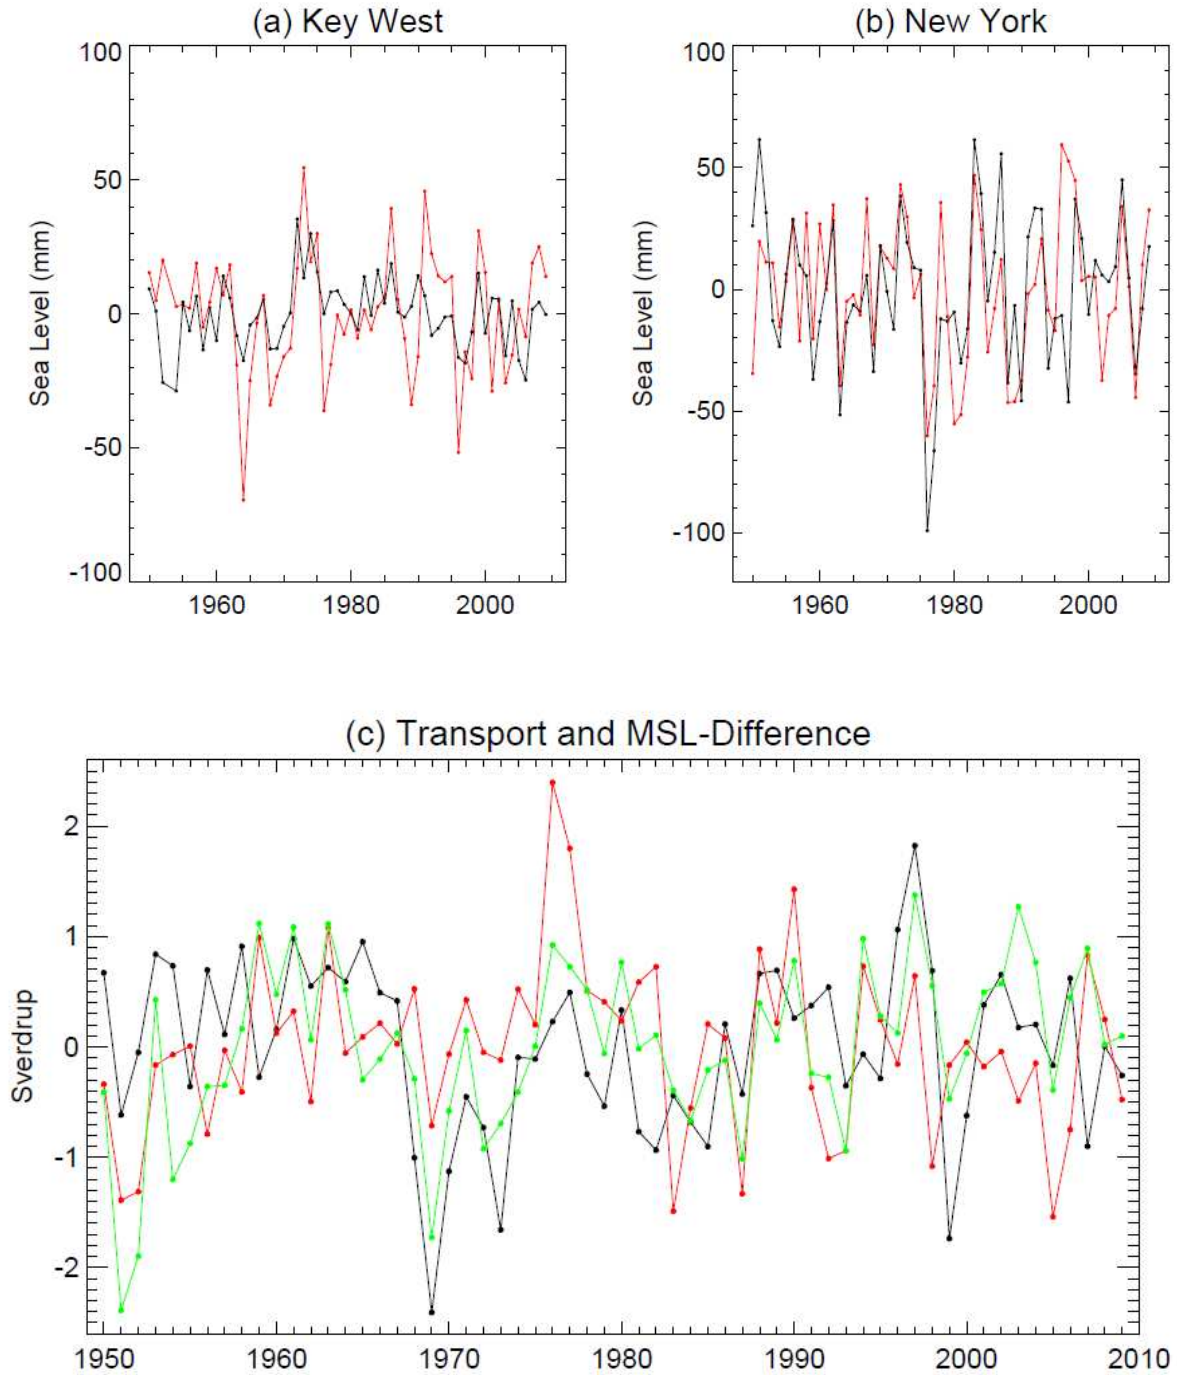 (a) Key West
(b) New York
100
50
0
-50
-100
Sea Level (mm)
1960 1980 2000
100
50
0
-50
-100
Sea Level (mm)
1960 1980 2000
(c) Transport and MSL-Difference
2
1
0
-1
-2
Sverdrup
1950 1960 1970 1980 1990 2000 2010